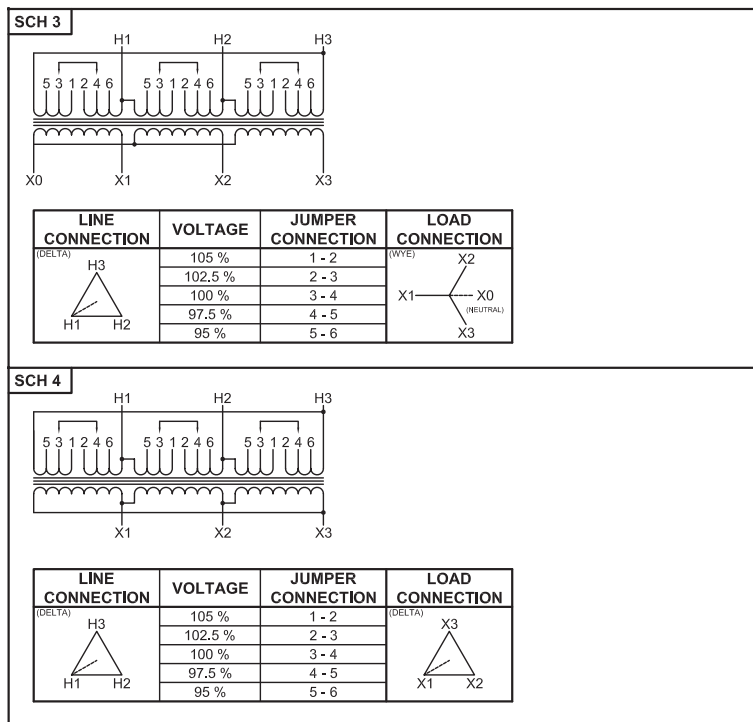 SCH 3
H1 H2 H3
5 3 1 2 4 6 5 3 1 2 4 6 5 3 1 2 4 6
X0 X1 X2 X3
LINE CONNECTION VOLTAGE JUMPER CONNECTION LOAD CONNECTION
(DELTA) 105 % 1 - 2 (WYE)
H3 102.5 % 2 - 3 X2
100 % 3 - 4 X1 X0
(NEUTRAL)
H1 H2 97.5 % 4 - 5
95 % 5 - 6 X3
SCH 4
H1 H2 H3
5 3 1 2 4 6 5 3 1 2 4 6 5 3 1 2 4 6
X1 X2 X3
LINE CONNECTION VOLTAGE JUMPER CONNECTION LOAD CONNECTION
(DELTA) 105 % 1 - 2 (DELTA)
H3 102.5 % 2 - 3 X3
100 % 3 - 4
H1 H2 97.5 % 4 - 5 X1 X2
95 % 5 - 6